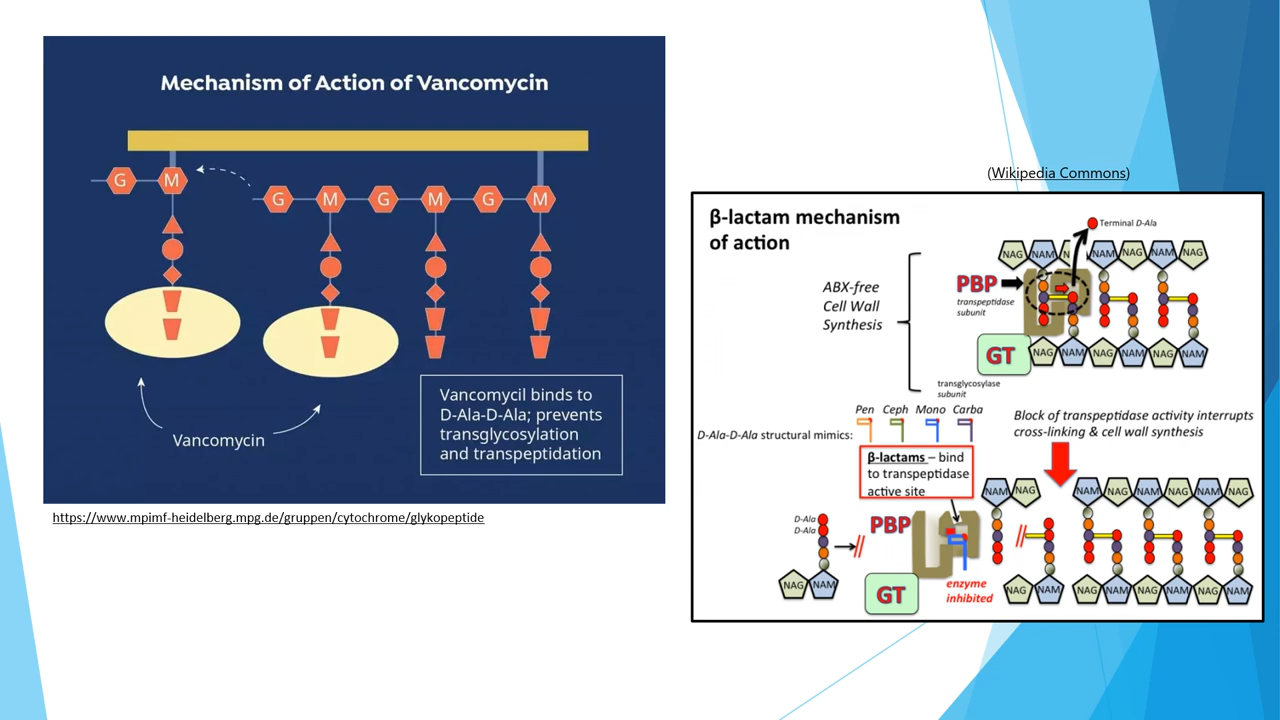 Mechanism of Action of Vancomycin
G
M
G
M
G
M
G
M
Vancomycin
Vancomycil binds to
D-Ala-D-Ala; prevents
transglycosylation
and transpeptidation
https://www.mpimf-heidelberg.mpg.de/gruppen/cytochrome/glykopeptide
(Wikipedia Commons)
β-lactam mechanism
of action
Terminal D-Ala
NAG NAM N NAM NAG NAM NAG
ABX-free
Cell Wall
Synthesis
PBP
transpeptidase
subunit
GT
NAG NAM NAG NAM NAG NAM
transglycosylase
subunit
Pen Ceph Mono Carba
D-Ala-D-Ala structural mimics:
β-lactams – bind
to transpeptidase
active site
Block of transpeptidase activity interrupts
cross-linking & cell wall synthesis
NAM NAG NAM NAG NAM NAG NAM NAG
D-Ala
D-Ala
PBP
NAG NAM
GT
enzyme
inhibited
NAG NAM NAG NAM NAG NAM NAG NAM